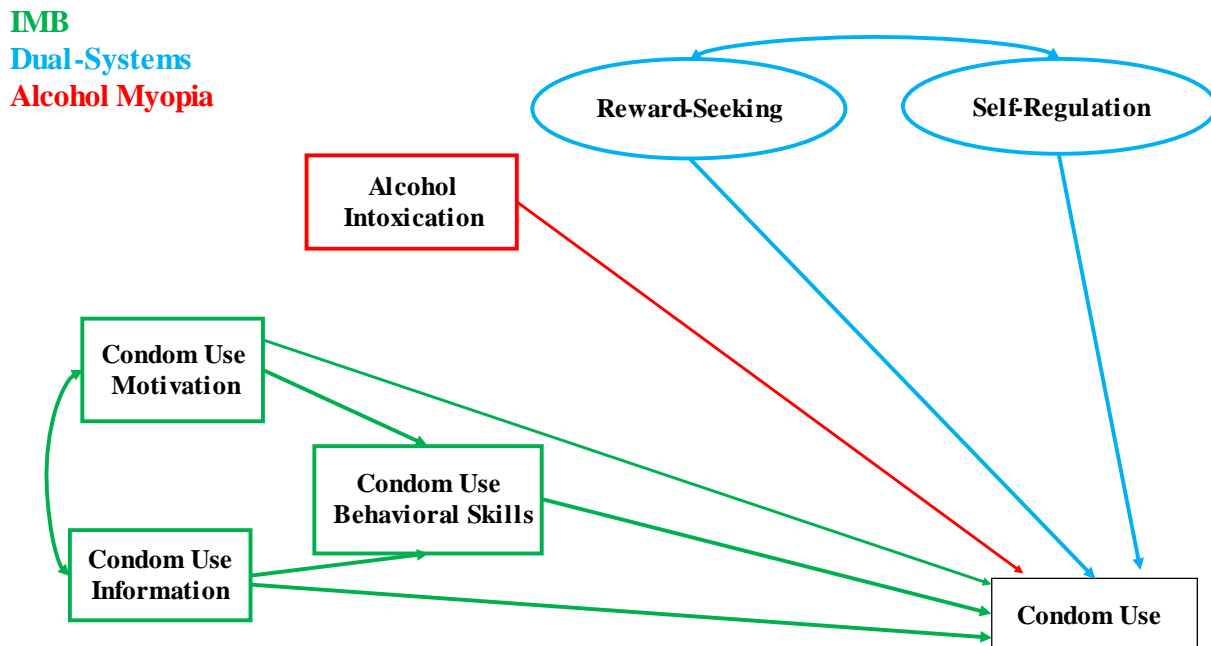 IMB
Dual-Systems
Alcohol Myopia
Reward-Seeking
Self-Regulation
Alcohol
Intoxication
Condom Use
Motivation
Condom Use
Behavioral Skills
Condom Use
Information
Condom Use